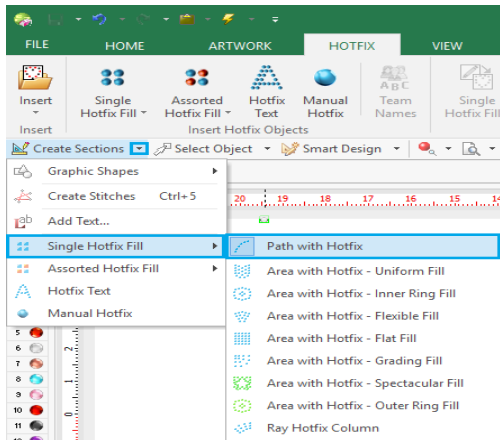 FILE HOME ARTWORK HOTFIX VIEW
Insert Single Hotfix Fill Assorted Hotfix Fill Hotfix Text Manual Hotfix Team Names Single Hotfix Fill
Insert Insert Hotfix Objects
Create Sections Select Object Smart Design
Graphic Shapes
Create Stitches Ctrl+5
20 19 18 17 16 15 14
Add Text...
Single Hotfix Fill Path with Hotfix
Assorted Hotfix Fill Area with Hotfix - Uniform Fill
Hotfix Text Area with Hotfix - Inner Ring Fill
Manual Hotfix Area with Hotfix - Flexible Fill
5 Area with Hotfix - Flat Fill
6
7 Area with Hotfix - Grading Fill
8 Area with Hotfix - Spectacular Fill
9
10 Area with Hotfix - Outer Ring Fill
11 Ray Hotfix Column